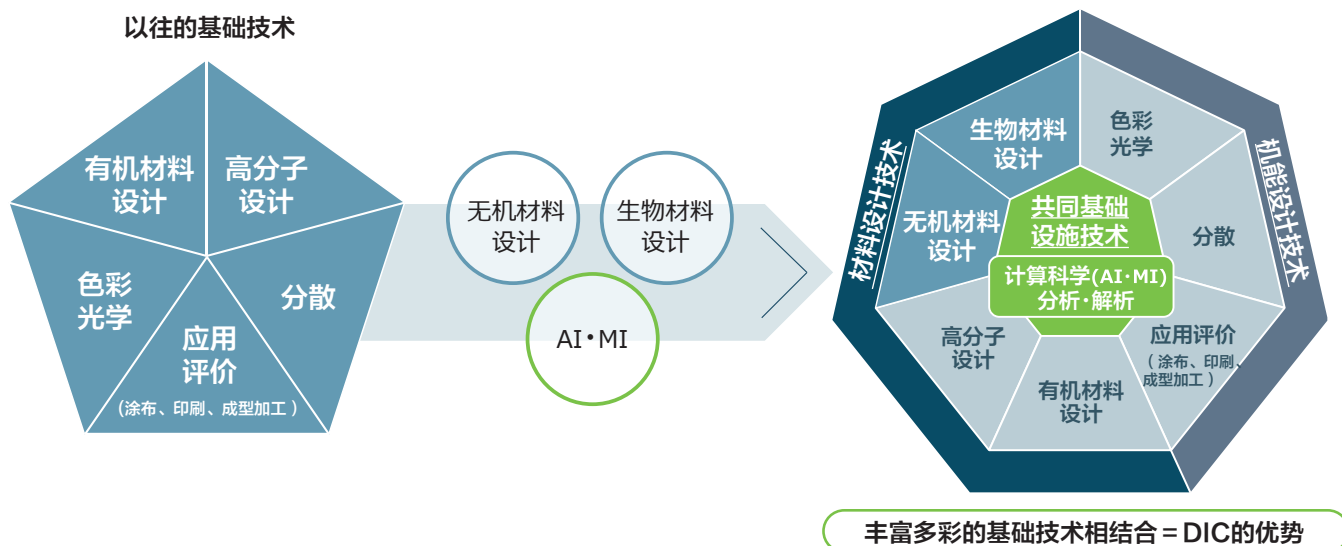 以往的基础技术
有机材料
设计
高分子
设计
色彩
光学
分散
应用
评价
(涂布、印刷、成型加工)
无机材料
设计
生物材料
设计
AI•MI
材料设计技术
机能设计技术
生物材料
设计
色彩
光学
无机材料
设计
分散
共同基础
设施技术
计算科学(AI·MI)
分析·解析
高分子
设计
有机材料
设计
应用评价
(涂布、印刷、
成型加工)
丰富多彩的基础技术相结合=DIC的优势